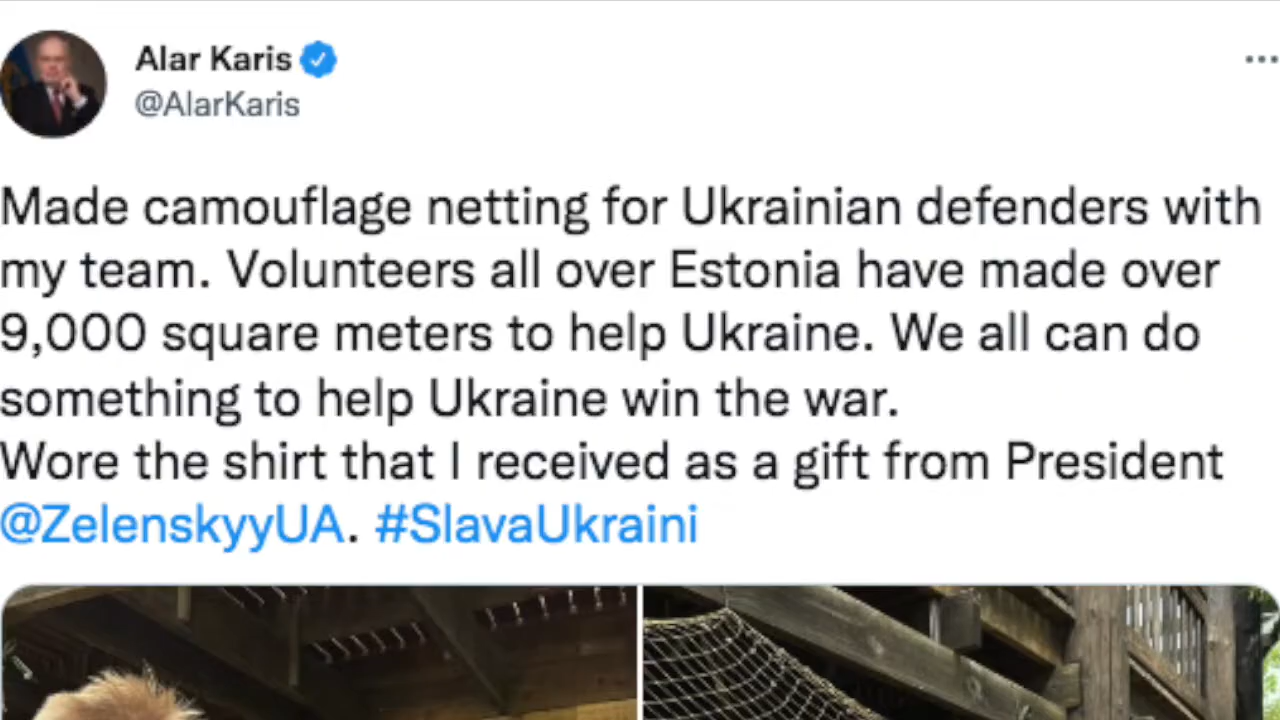 Alar Karis
@AlarKaris
Made camouflage netting for Ukrainian defenders with
my team. Volunteers all over Estonia have made over
9,000 square meters to help Ukraine. We all can do
something to help Ukraine win the war.
Wore the shirt that I received as a gift from President
@ZelenskyyUA. #SlavaUkraini